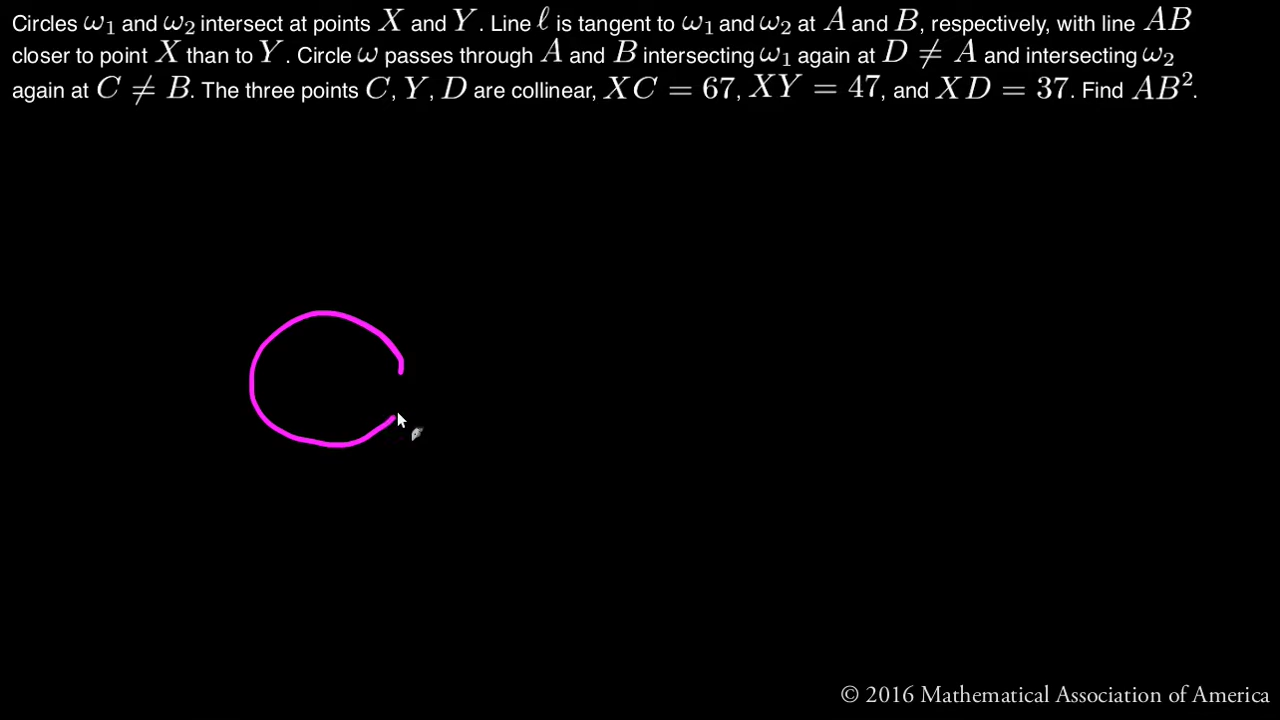 Circles ω₁ and ω₂ intersect at points X and Y. Line ℓ is tangent to ω₁ and ω₂ at A and B, respectively, with line AB
closer to point X than to Y. Circle ω passes through A and B intersecting ω₁ again at D ≠ A and intersecting ω₂
again at C ≠ B. The three points C, Y, D are collinear, XC = 67, XY = 47, and XD = 37. Find AB².
© 2016 Mathematical Association of America